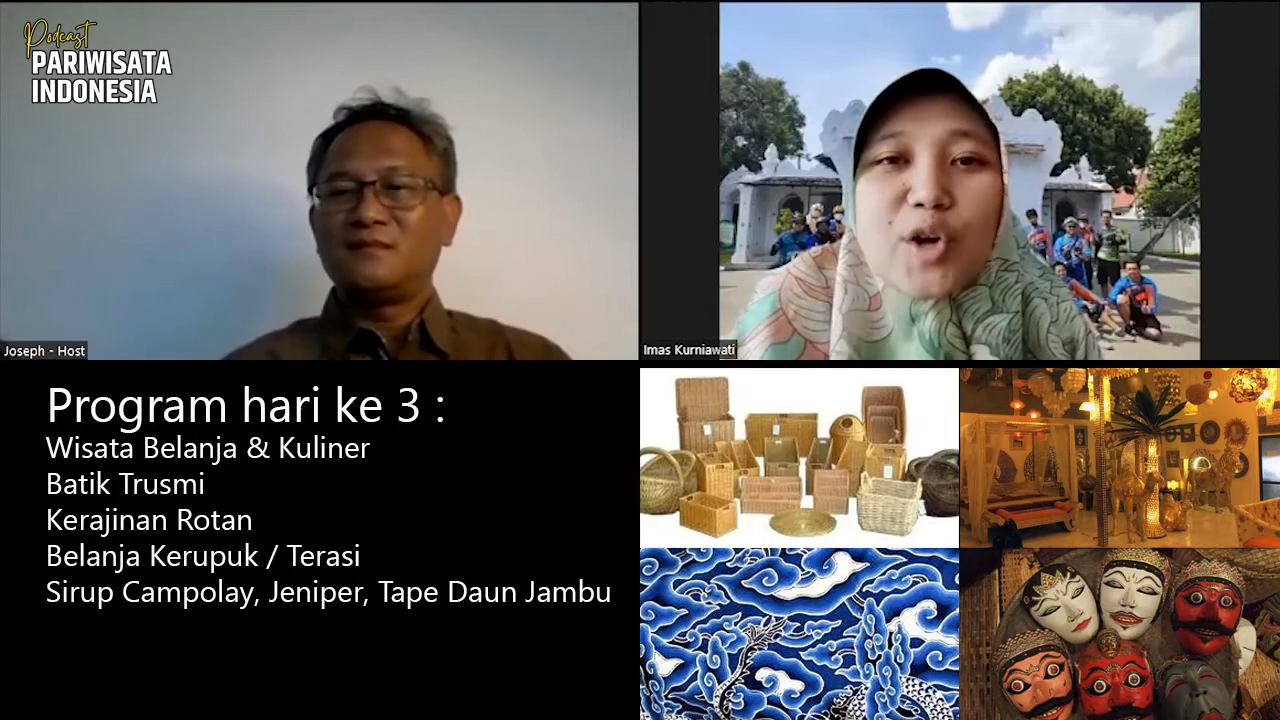 Podcast
PARIWISATA
INDONESIA
Joseph - Host
Imas Kurniawati
Program hari ke 3 :
Wisata Belanja & Kuliner
Batik Trusmi
Kerajinan Rotan
Belanja Kerupuk / Terasi
Sirup Campolay, Jeniper, Tape Daun Jambu